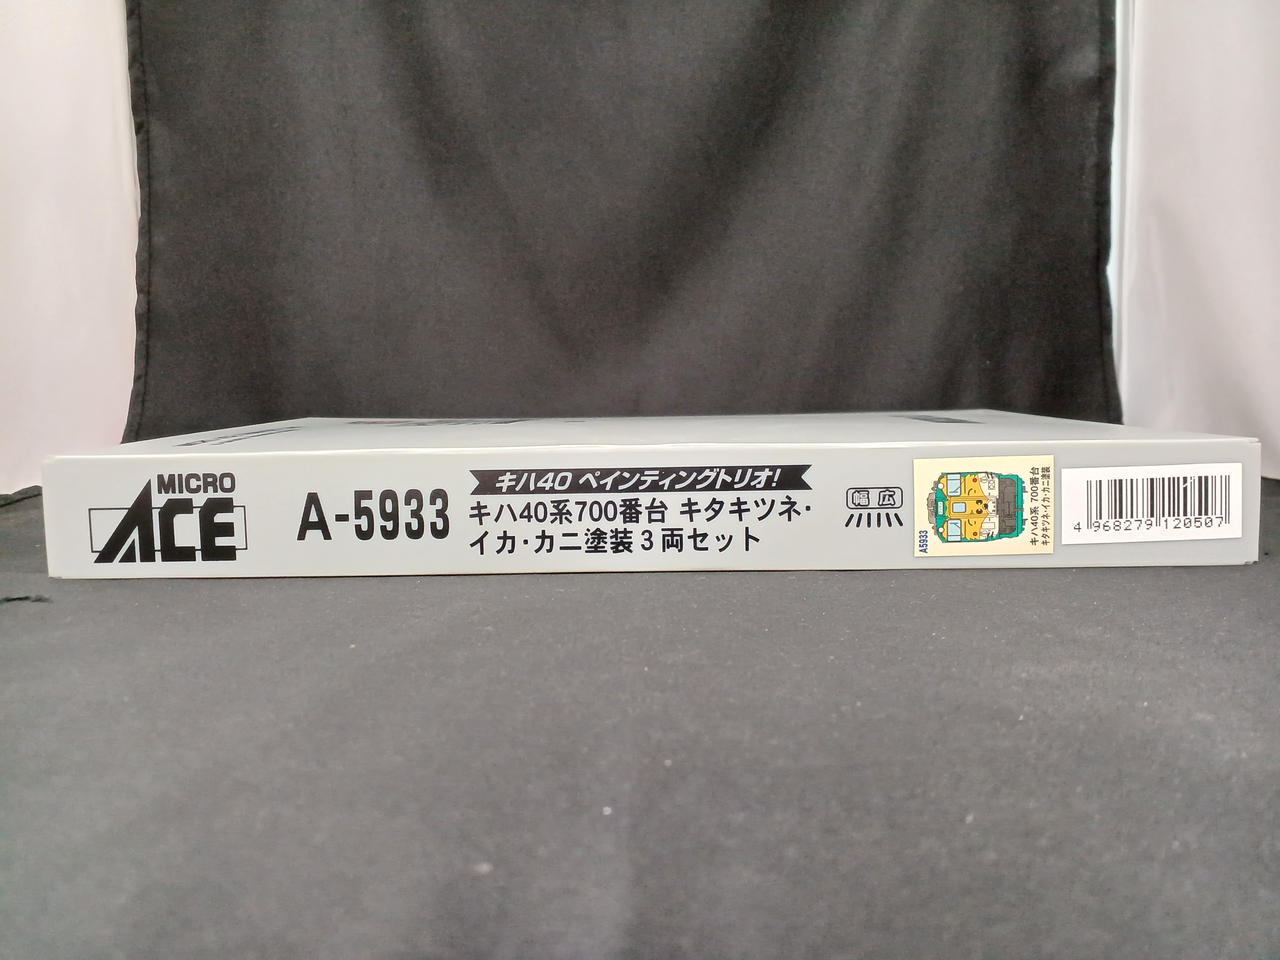 MICRO
ACE
A-5933
キハ40 ペインティングトリオ!
キハ40系700番台 キタキツネ・
イカ・カニ塗装3両セット
幅広
A5933
キハ40系 700番台
キタキツネ・イカ・カニ塗装
4 968279 120507